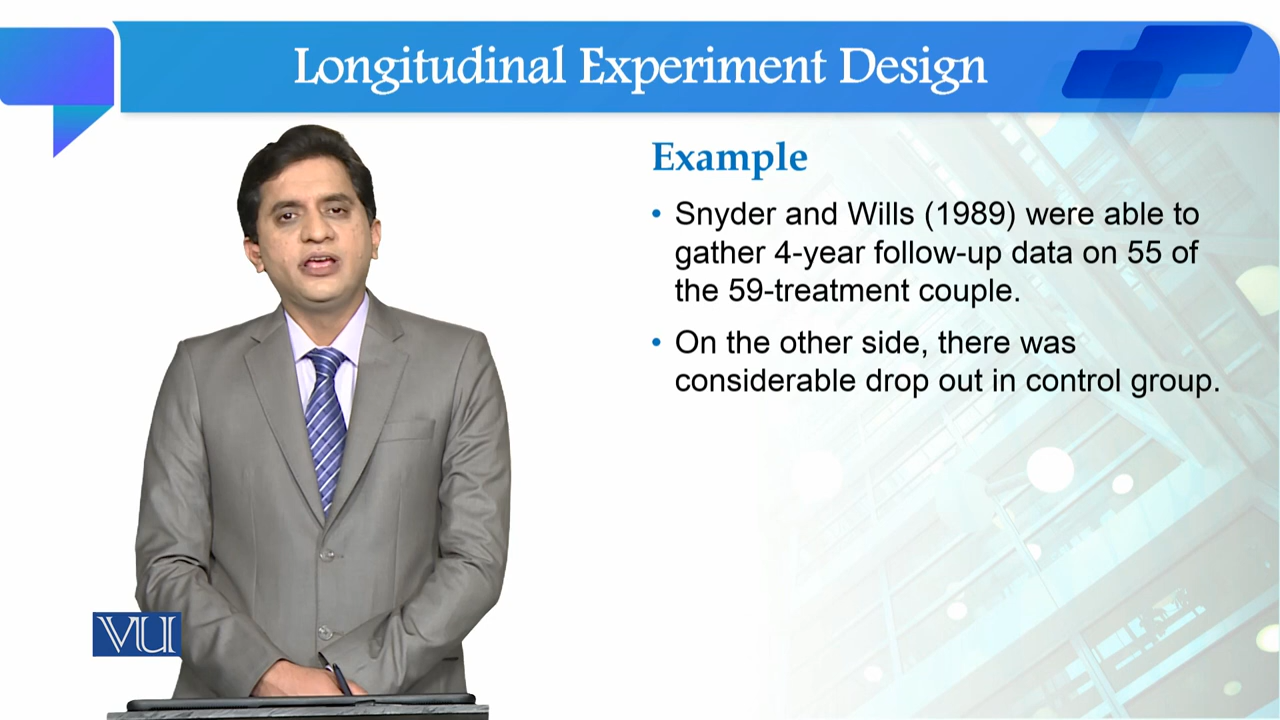 Longitudinal Experiment Design
Example
• Snyder and Wills (1989) were able to
gather 4-year follow-up data on 55 of
the 59-treatment couple.
• On the other side, there was
considerable drop out in control group.
VU